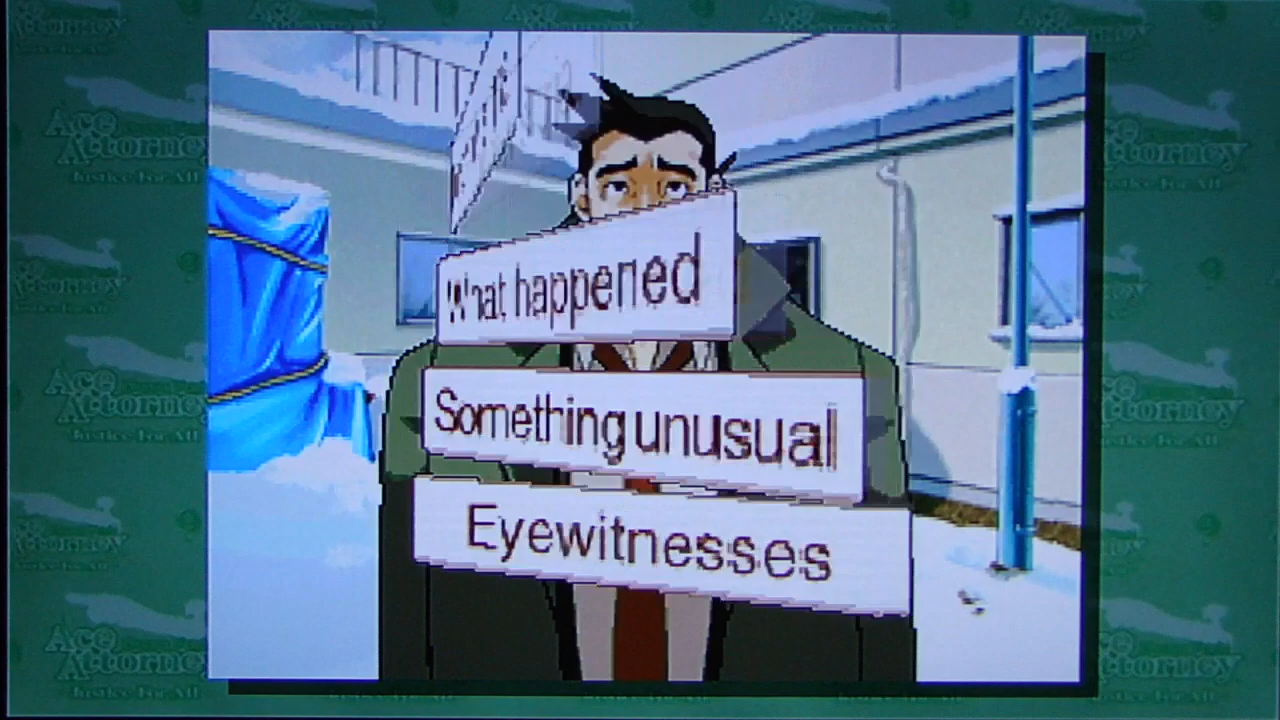 What happened
Something unusual
Eyewitnesses
Ace
Attorney
Justice For All